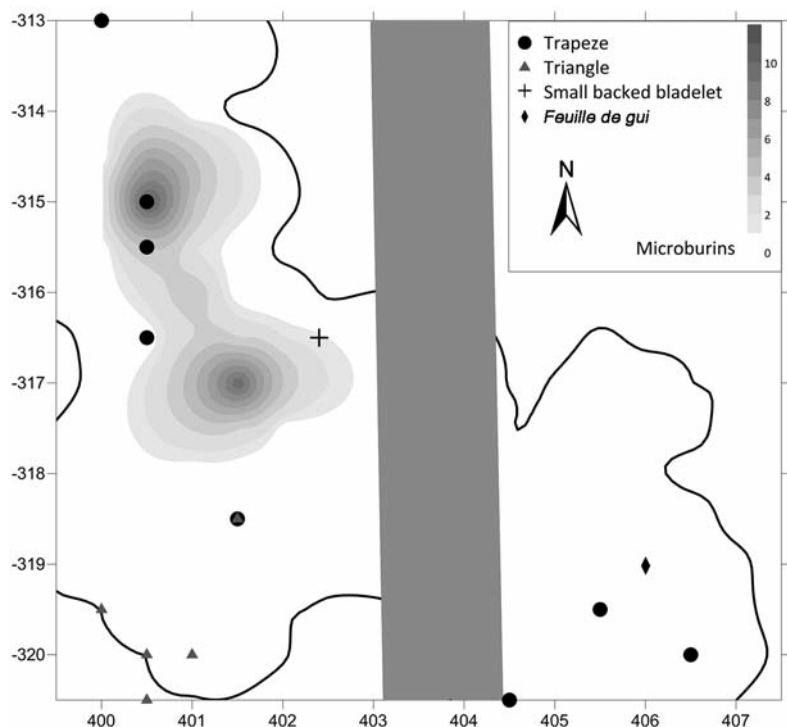 -313
-314
-315
-316
-317
-318
-319
-320
400 401 402 403 404 405 406 407
Trapeze
Triangle
Small backed bladelet
Feuille de gui
N
Microburins
10
8
6
4
2
0